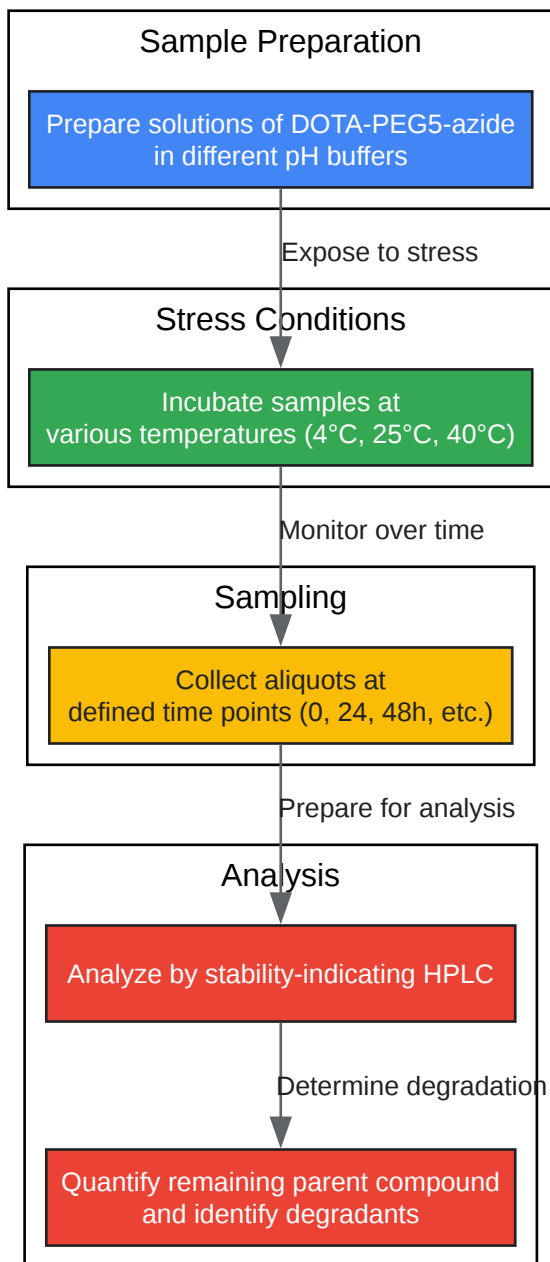 Sample Preparation
Prepare solutions of DOTA-PEG5-azide
in different pH buffers
Expose to stress
Stress Conditions
Incubate samples at
various temperatures (4°C, 25°C, 40°C)
Monitor over time
Sampling
Collect aliquots at
defined time points (0, 24, 48h, etc.)
Prepare for analysis
Analysis
Analyze by stability-indicating HPLC
Determine degradation
Quantify remaining parent compound
and identify degradants